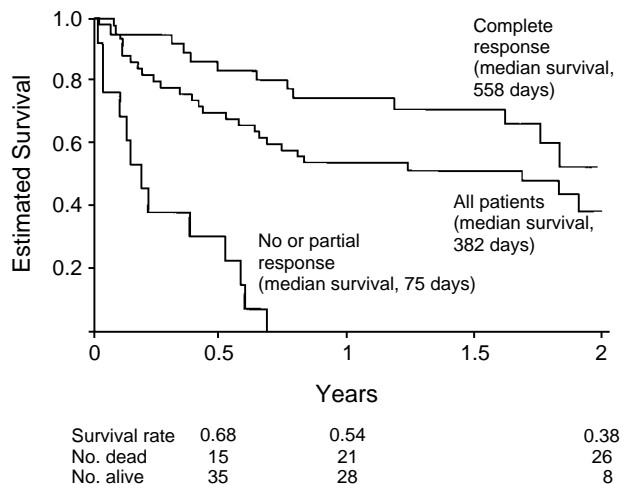 Complete
response
(median survival,
558 days)
1.0
0.8
0.6
0.4
0.2
Estimated Survival
All patients
(median survival,
382 days)
No or partial
response
(median survival, 75 days)
0 0.5 1 1.5 2
Years
Survival rate 0.68 0.54 0.38
No. dead 15 21 26
No. alive 35 28 8